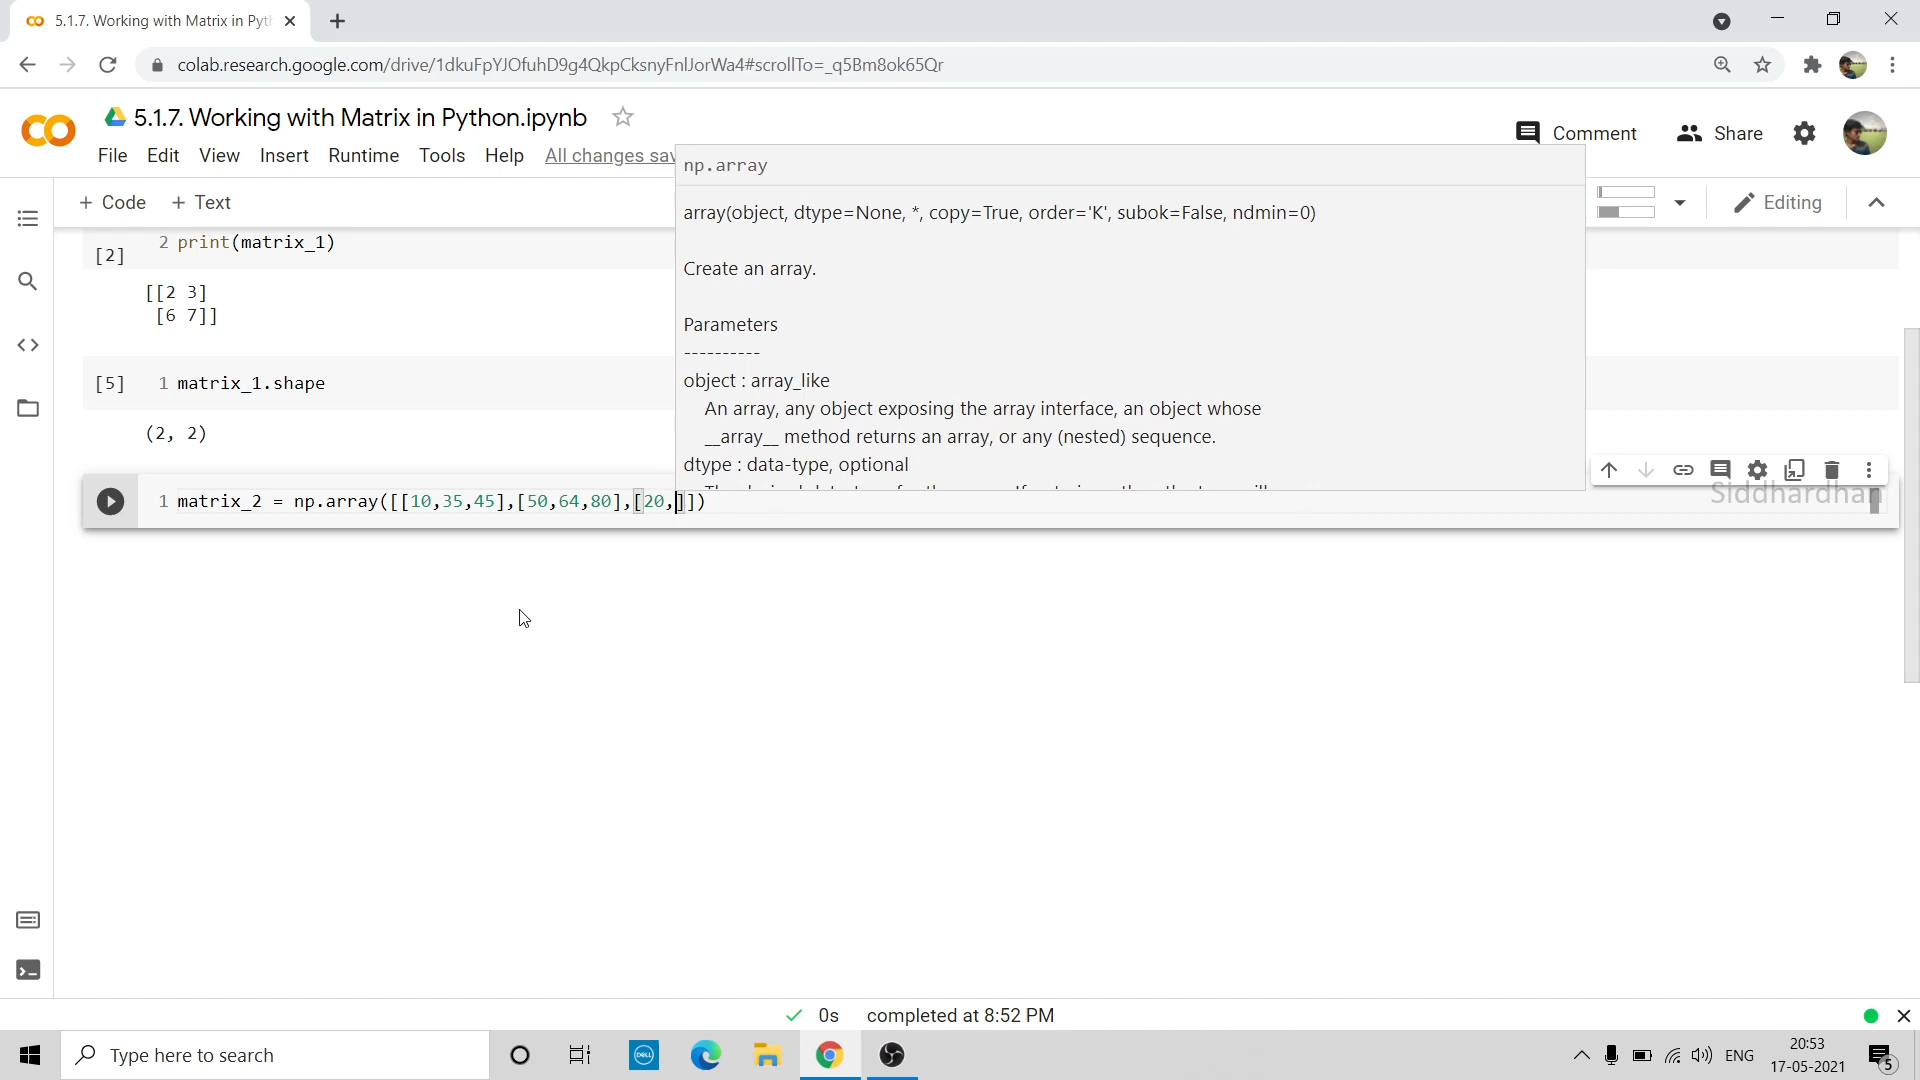 5.1.7. Working with Matrix in Pyt
colab.research.google.com/drive/1dkuFpYJOfuhD9g4QkpCksnyFnlJorWa4#scrollTo=_q5Bm8ok65Qr
5.1.7. Working with Matrix in Python.ipynb
Comment
Share
File Edit View Insert Runtime Tools Help All changes sav
np.array
+ Code + Text
Editing
array(object, dtype=None, *, copy=True, order='K', subok=False, ndmin=0)
Create an array.
Parameters
----------
object : array_like
An array, any object exposing the array interface, an object whose
__array__ method returns an array, or any (nested) sequence.
dtype : data-type, optional
[2] 2 print(matrix_1)
[[2 3]
[6 7]]
[5] 1 matrix_1.shape
(2, 2)
1 matrix_2 = np.array([[10,35,45],[50,64,80],[20,]])
Siddhardhan
0s completed at 8:52 PM
Type here to search
DELL
ENG
20:53
17-05-2021
5